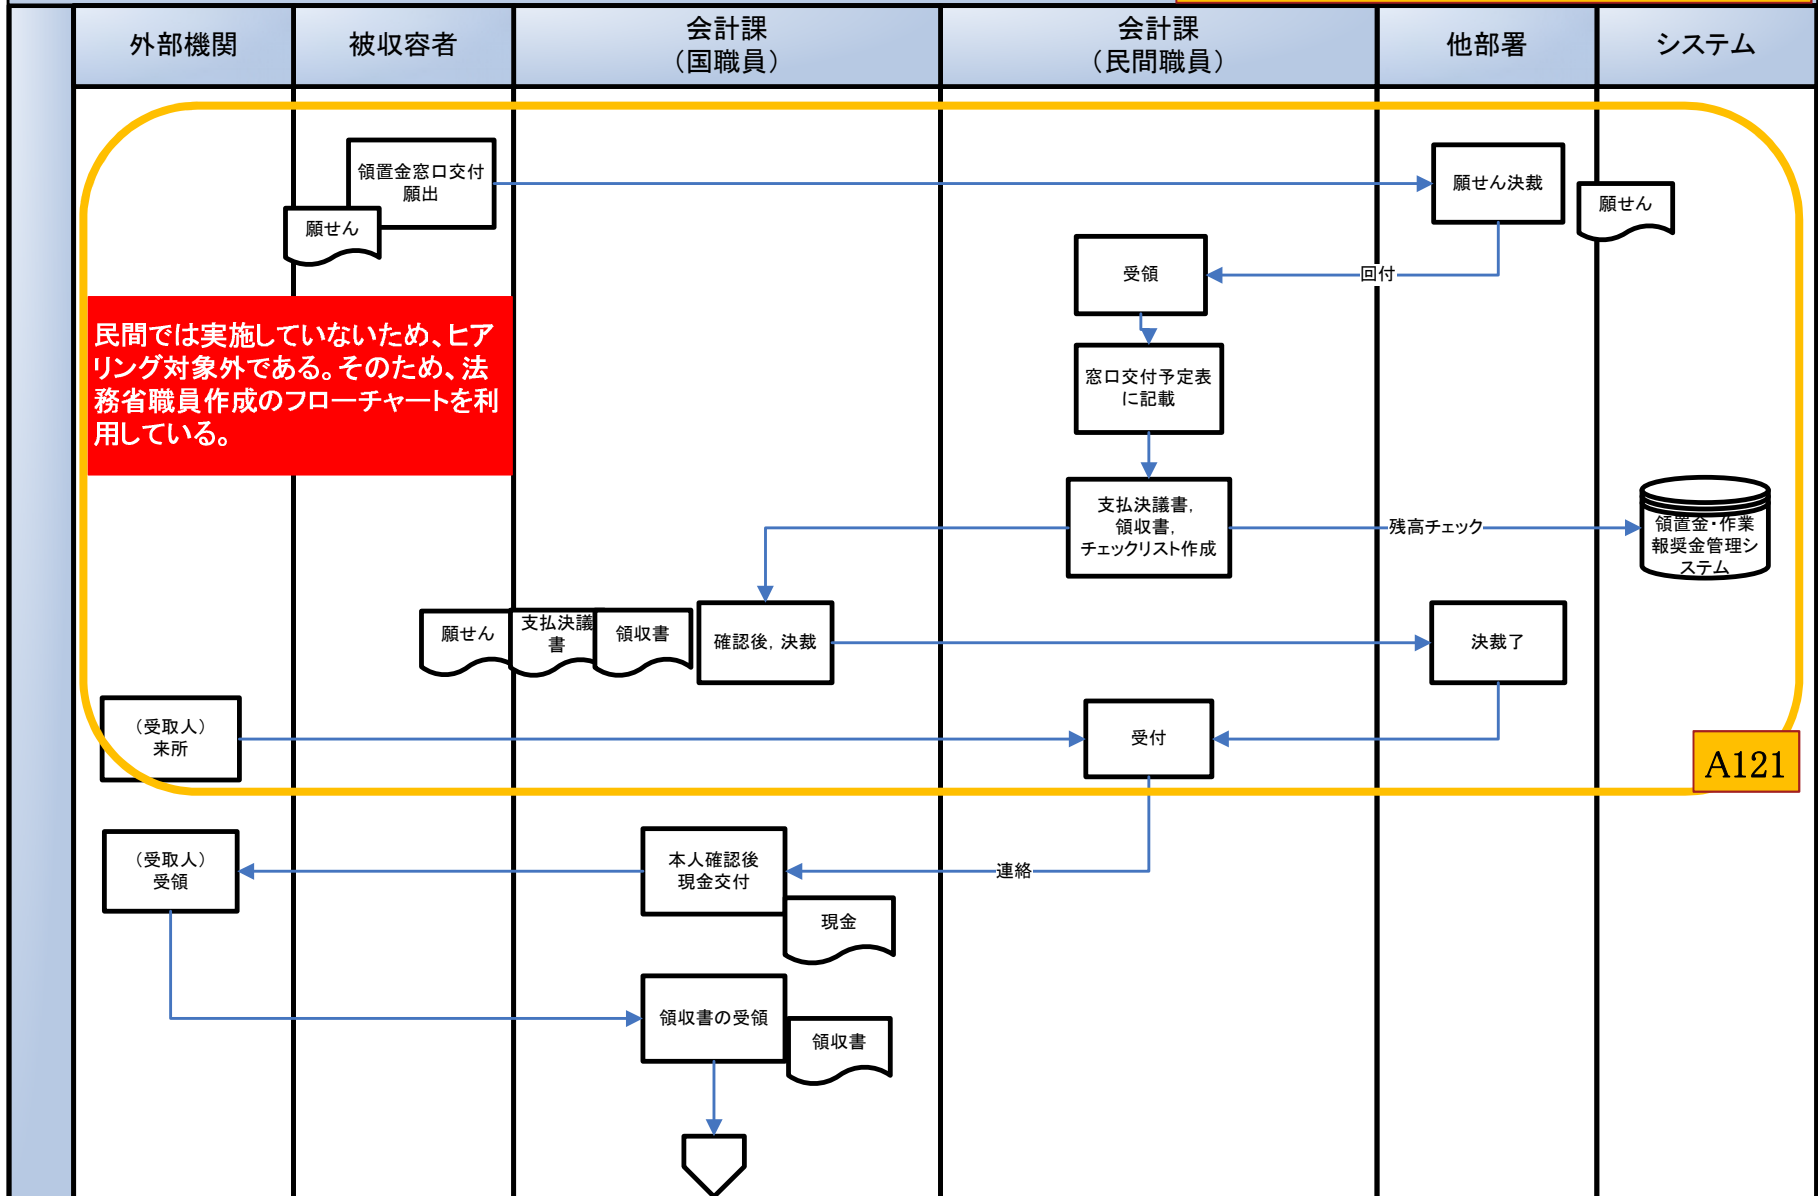 外部機関
被収容者
会計課
（国職員）
会計課
（民間職員）
他部署
システム
領置金窓口交付
願出
願せん
願せん決裁
願せん
受領
回付
民間では実施していないため、ヒア
リング対象外である。そのため、法
務省職員作成のフローチャートを利
用している。
窓口交付予定表
に記載
支払決議書,
領収書,
チェックリスト作成
残高チェック
領置金・作業
報奨金管理シ
ステム
願せん
支払決議
書
領収書
確認後, 決裁
決裁了
（受取人）
来所
受付
A121
（受取人）
受領
本人確認後
現金交付
連絡
現金
領収書の受領
領収書